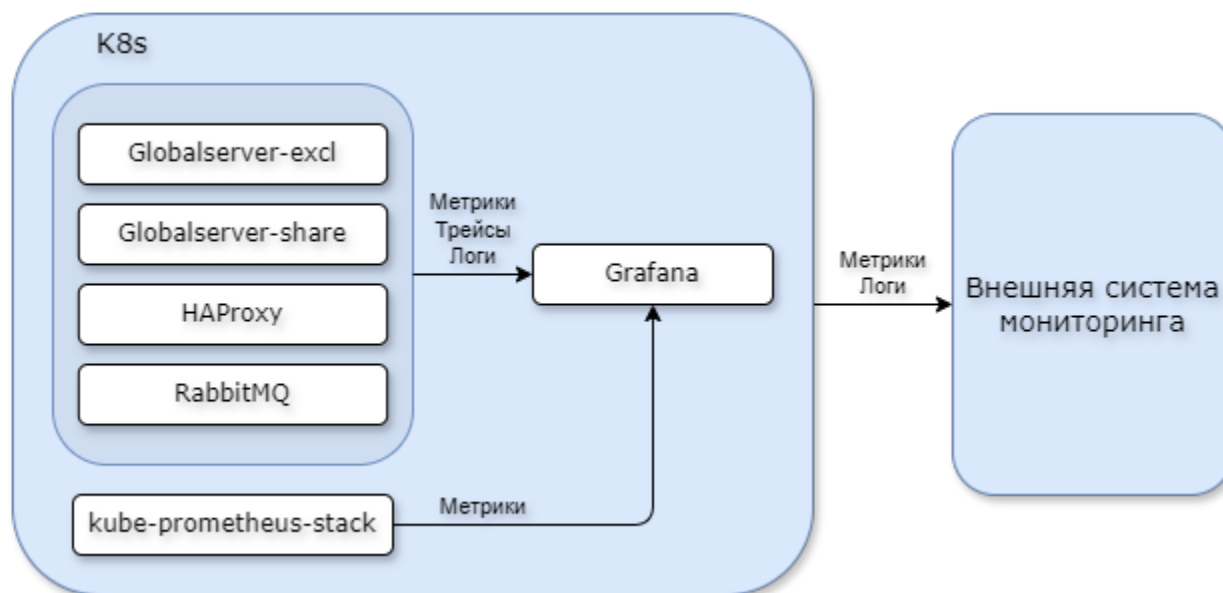 K8s
Globalserver-excl
Globalserver-share
HAProxy
RabbitMQ
Метрики
Трейсы
Логи
Grafana
kube-prometheus-stack
Метрики
Метрики
Логи
Внешняя система
мониторинга